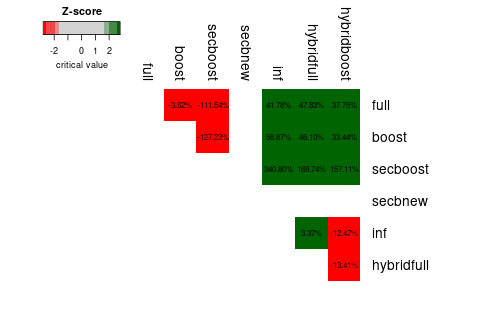 Z-score
-2 0 1 2
critical value
full
boost
secboost
secbnew
inf
hybridfull
hybridboost
-3.62% -111.54% 41.78% 47.83% 37.75% full
-127.23% 58.67% 46.10% 33.44% boost
340.80% 169.74% 157.11% secboost
secbnew
3.37% -12.47% inf
-13.41% hybridfull